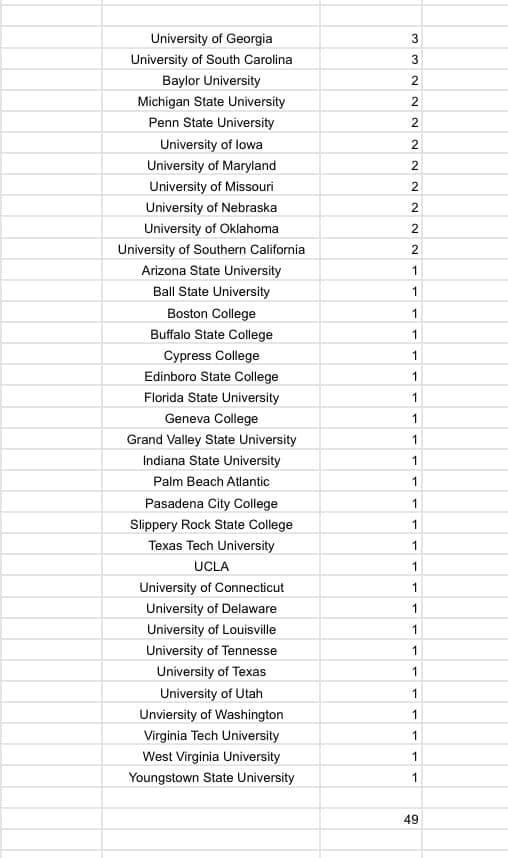 University of Georgia 3
University of South Carolina 3
Baylor University 2
Michigan State University 2
Penn State University 2
University of Iowa 2
University of Maryland 2
University of Missouri 2
University of Nebraska 2
University of Oklahoma 2
University of Southern California 2
Arizona State University 1
Ball State University 1
Boston College 1
Buffalo State College 1
Cypress College 1
Edinboro State College 1
Florida State University 1
Geneva College 1
Grand Valley State University 1
Indiana State University 1
Palm Beach Atlantic 1
Pasadena City College 1
Slippery Rock State College 1
Texas Tech University 1
UCLA 1
University of Connecticut 1
University of Delaware 1
University of Louisville 1
University of Tennesse 1
University of Texas 1
University of Utah 1
Unviersity of Washington 1
Virginia Tech University 1
West Virginia University 1
Youngstown State University 1
49